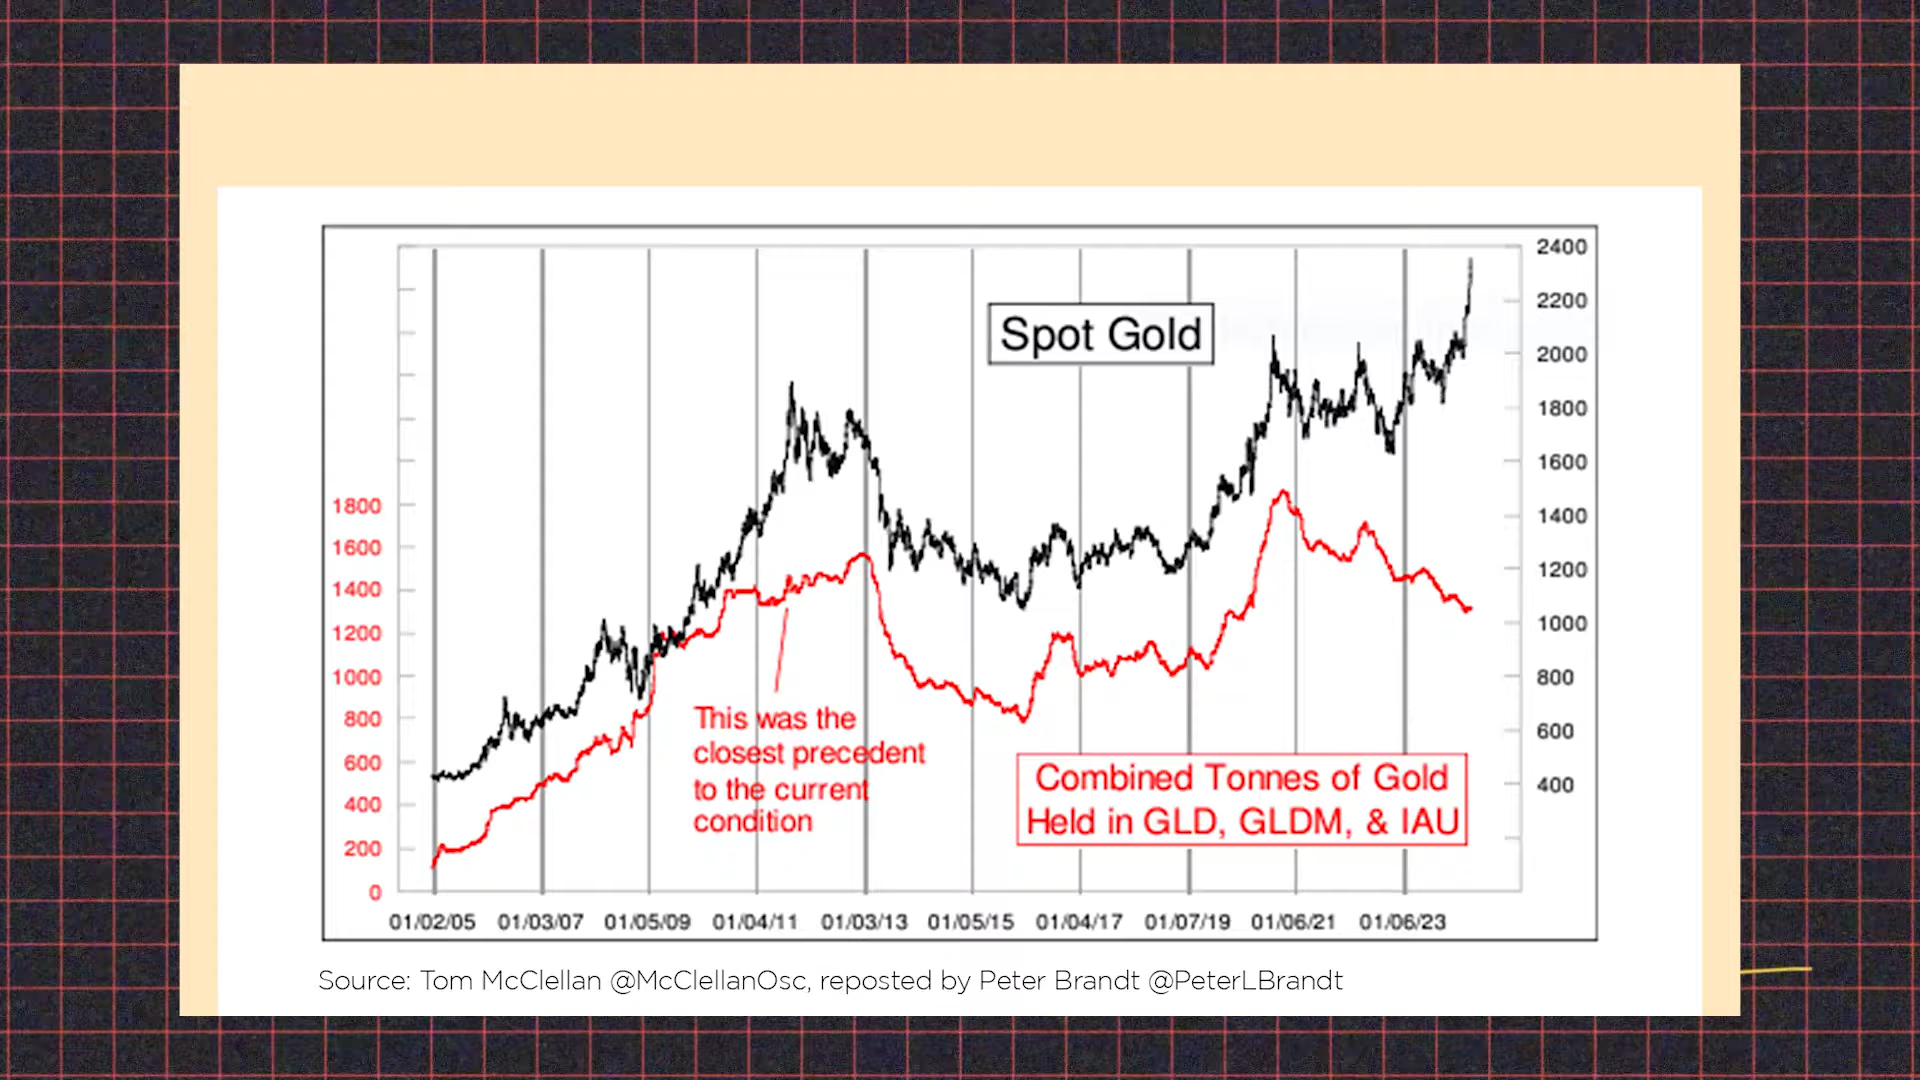 Spot Gold
2400
2200
2000
1800
1600
1400
1200
1000
800
600
400
1800
1600
1400
1200
1000
800
600
400
200
0
This was the
closest precedent
to the current
condition
Combined Tonnes of Gold
Held in GLD, GLDM, & IAU
01/02/05 01/03/07 01/05/09 01/04/11 01/03/13 01/05/15 01/04/17 01/07/19 01/06/21 01/06/23
Source: Tom McClellan @McClellanOsc, reposted by Peter Brandt @PeterLBrandt